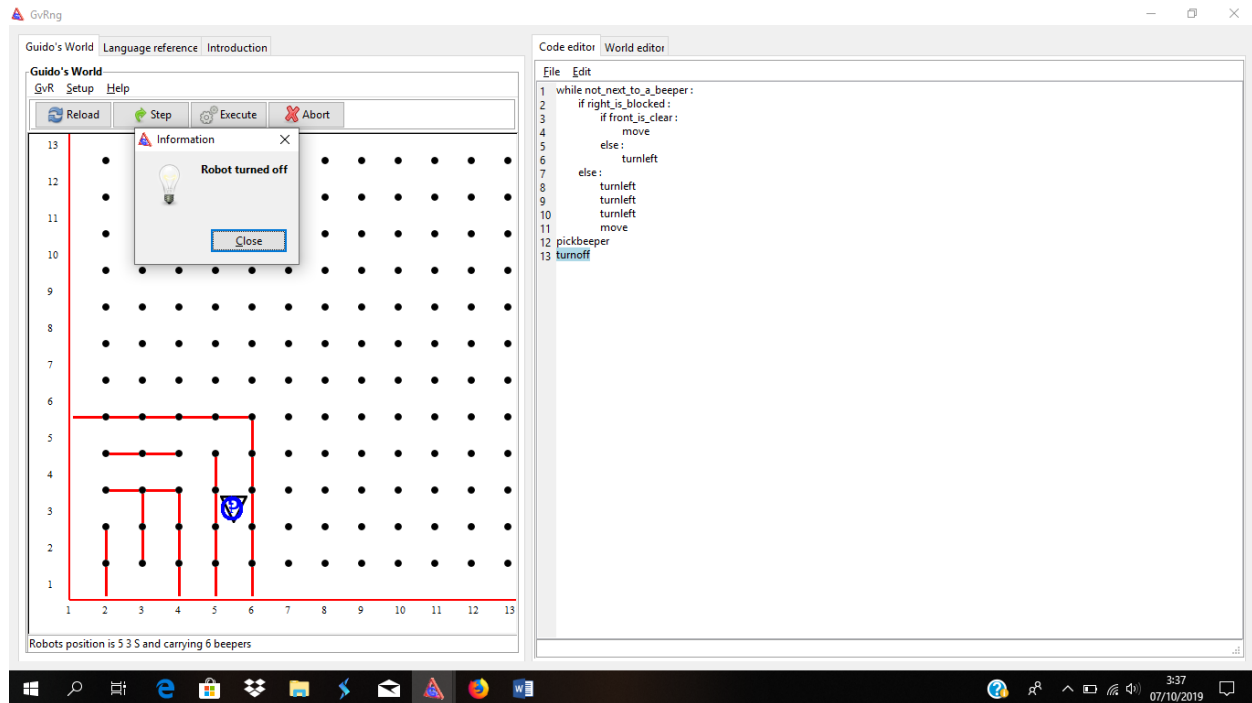 GvRng
Guido's World Language reference Introduction
Guido's World
GvR Setup Help
Reload Step Execute Abort
Information
Robot turned off
Close
13
12
11
10
9
8
7
6
5
4
3
2
1
1 2 3 4 5 6 7 8 9 10 11 12 13
Robots position is 5 3 S and carrying 6 beepers
Code editor World editor
File Edit
1 while not_next_to_a_beeper :
2 if right_is_blocked :
3 if front_is_clear :
4 move
5 else :
6 turnleft
7 else :
8 turnleft
9 turnleft
10 turnleft
11 move
12 pickbeeper
13 turnoff
3:37
07/10/2019